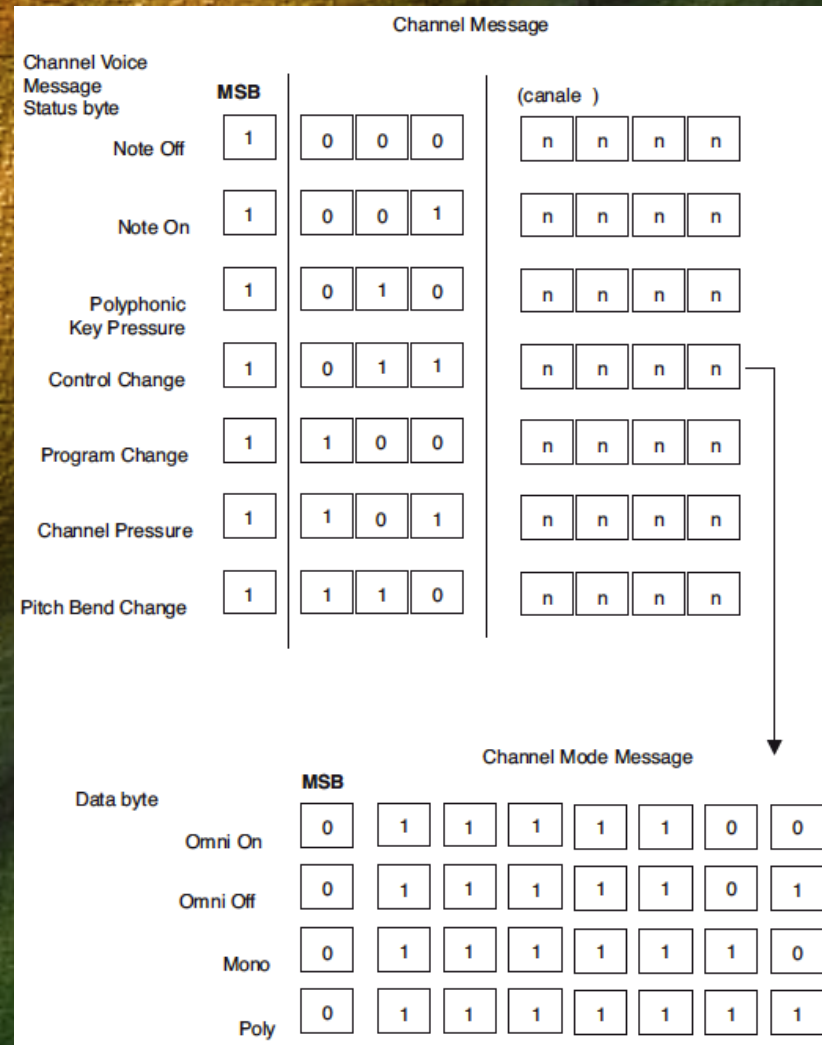 Channel Message
Channel Voice
Message
Status byte
MSB
(canale )
Note Off 1 0 0 0 n n n n
Note On 1 0 0 1 n n n n
Polyphonic
Key Pressure 1 0 1 0 n n n n
Control Change 1 0 1 1 n n n n
Program Change 1 1 0 0 n n n n
Channel Pressure 1 1 0 1 n n n n
Pitch Bend Change 1 1 1 0 n n n n
Channel Mode Message
MSB
Data byte
Omni On 0 1 1 1 1 1 0 0
Omni Off 0 1 1 1 1 1 0 1
Mono 0 1 1 1 1 1 1 0
Poly 0 1 1 1 1 1 1 1